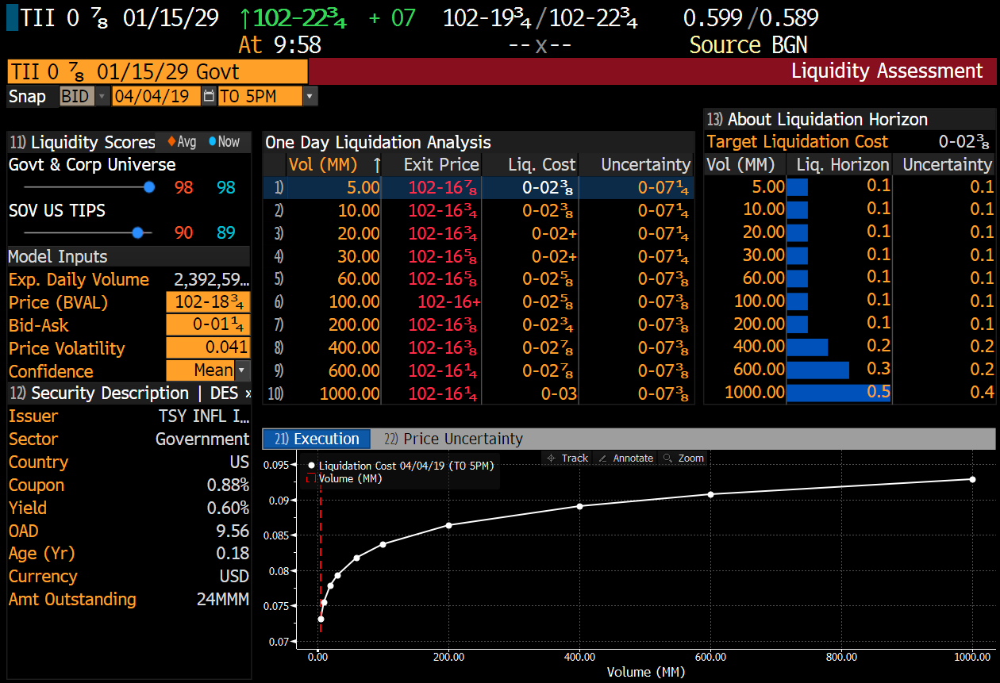 TII 0 ⅞ 01/15/29 ↑102-22¾ + 07 102-19¾/102-22¾ 0.599/0.589
At 9:58 --x-- Source BGN
TII 0 ⅞ 01/15/29 Govt Liquidity Assessment
Snap BID 04/04/19 TO 5PM
11) Liquidity Scores Avg Now
Govt & Corp Universe
98 98
SOV US TIPS
90 89
Model Inputs
Exp. Daily Volume 2,392,59…
Price (BVAL) 102-18¾
Bid-Ask 0-01¼
Price Volatility 0.041
Confidence Mean
12) Security Description | DES »
Issuer TSY INFL I…
Sector Government
Country US
Coupon 0.88%
Yield 0.60%
OAD 9.56
Age (Yr) 0.18
Currency USD
Amt Outstanding 24MMM
One Day Liquidation Analysis
Vol (MM) ↑ Exit Price Liq. Cost Uncertainty
1) 5.00 102-16⅞ 0-02⅜ 0-07¼
2) 10.00 102-16¾ 0-02⅜ 0-07¼
3) 20.00 102-16¾ 0-02+ 0-07¼
4) 30.00 102-16⅝ 0-02+ 0-07¼
5) 60.00 102-16⅝ 0-02⅝ 0-07⅜
6) 100.00 102-16+ 0-02⅝ 0-07⅜
7) 200.00 102-16⅜ 0-02¾ 0-07⅜
8) 400.00 102-16⅜ 0-02⅞ 0-07⅜
9) 600.00 102-16¼ 0-02⅞ 0-07⅜
10) 1000.00 102-16¼ 0-03 0-07⅜
13) About Liquidation Horizon
Target Liquidation Cost 0-02⅜
Vol (MM) Liq. Horizon Uncertainty
5.00 0.1 0.1
10.00 0.1 0.1
20.00 0.1 0.1
30.00 0.1 0.1
60.00 0.1 0.1
100.00 0.1 0.1
200.00 0.1 0.1
400.00 0.2 0.2
600.00 0.3 0.2
1000.00 0.5 0.4
21) Execution 22) Price Uncertainty
Track Annotate Zoom
Liquidation Cost 04/04/19 (TO 5PM)
Volume (MM)
0.095
0.09
0.085
0.08
0.075
0.07
0.00 200.00 400.00 600.00 800.00 1000.00
Volume (MM)